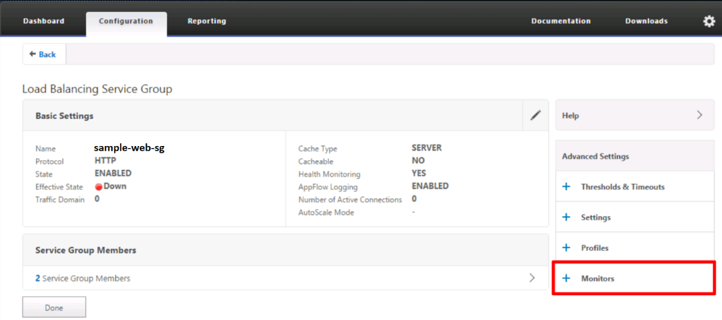 Dashboard Configuration Reporting Documentation Downloads
Back
Load Balancing Service Group
Basic Settings
Name sample-web-sg
Protocol HTTP
State ENABLED
Effective State Down
Traffic Domain 0
Cache Type SERVER
Cacheable NO
Health Monitoring YES
AppFlow Logging ENABLED
Number of Active Connections 0
AutoScale Mode -
Service Group Members
2 Service Group Members
Done
Help
Advanced Settings
+ Thresholds & Timeouts
+ Settings
+ Profiles
+ Monitors